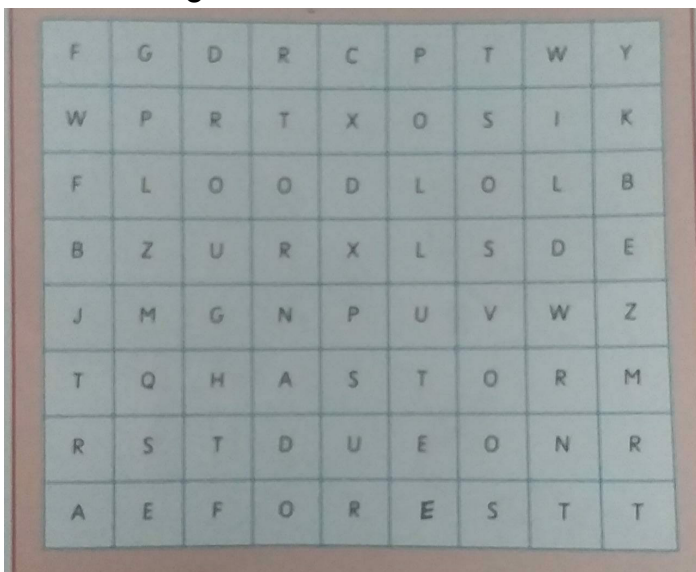 F G D R C P T W Y
W P R T X O S I K
F L O O D L O L B
B Z U R X L S D E
J M G N P U V W Z
T Q H A S T O R M
R S T D U E O N R
A E F O R E S T T